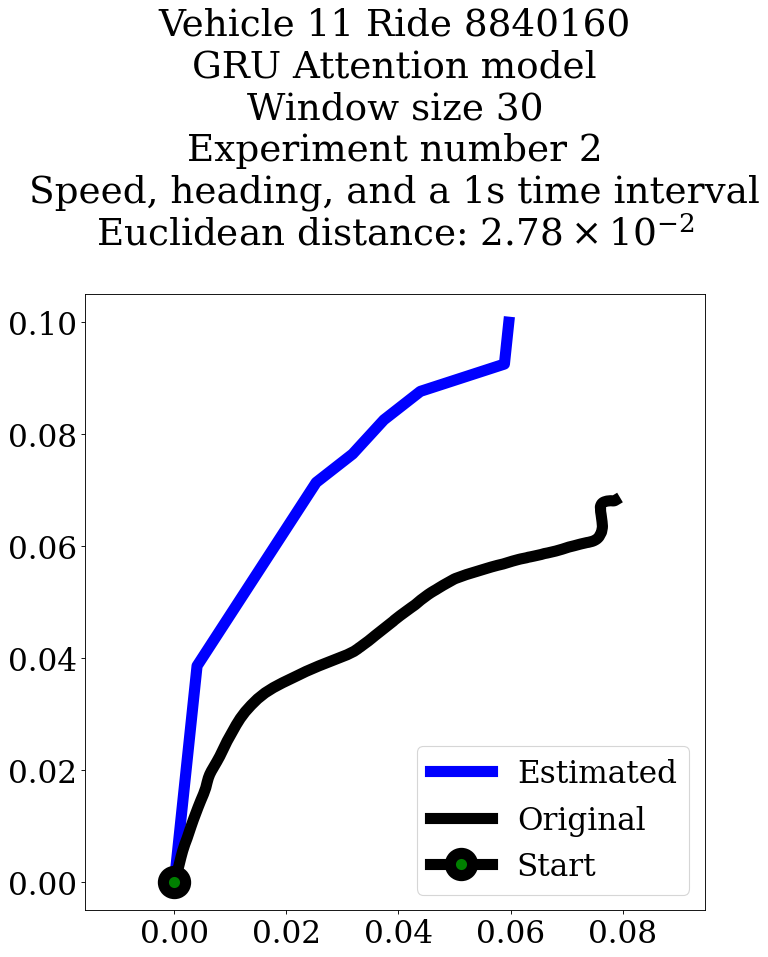 Vehicle 11 Ride 8840160
GRU Attention model
Window size 30
Experiment number 2
Speed, heading, and a 1s time interval
Euclidean distance: 2.78 × 10⁻²
0.10
0.08
0.06
0.04
0.02
0.00
Estimated
Original
Start
0.00 0.02 0.04 0.06 0.08